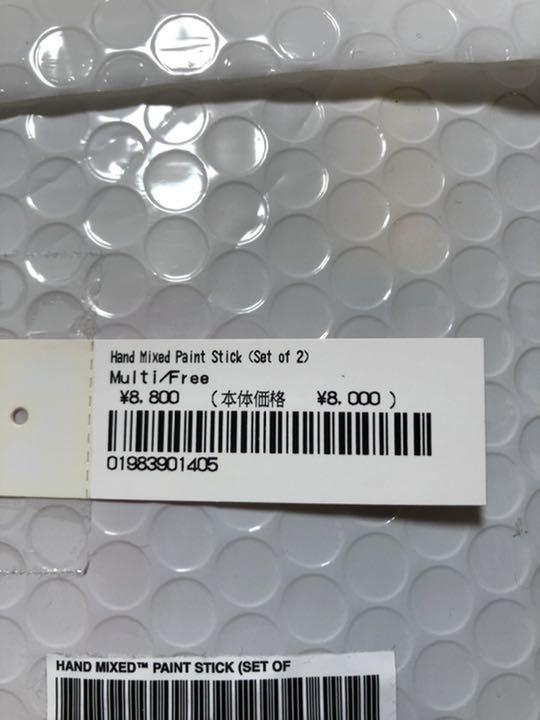 Hand Mixed Paint Stick (Set of 2)
Multi/Free
¥8,800 (本体価格 ¥8,000)
01983901405
HAND MIXED™ PAINT STICK (SET OF